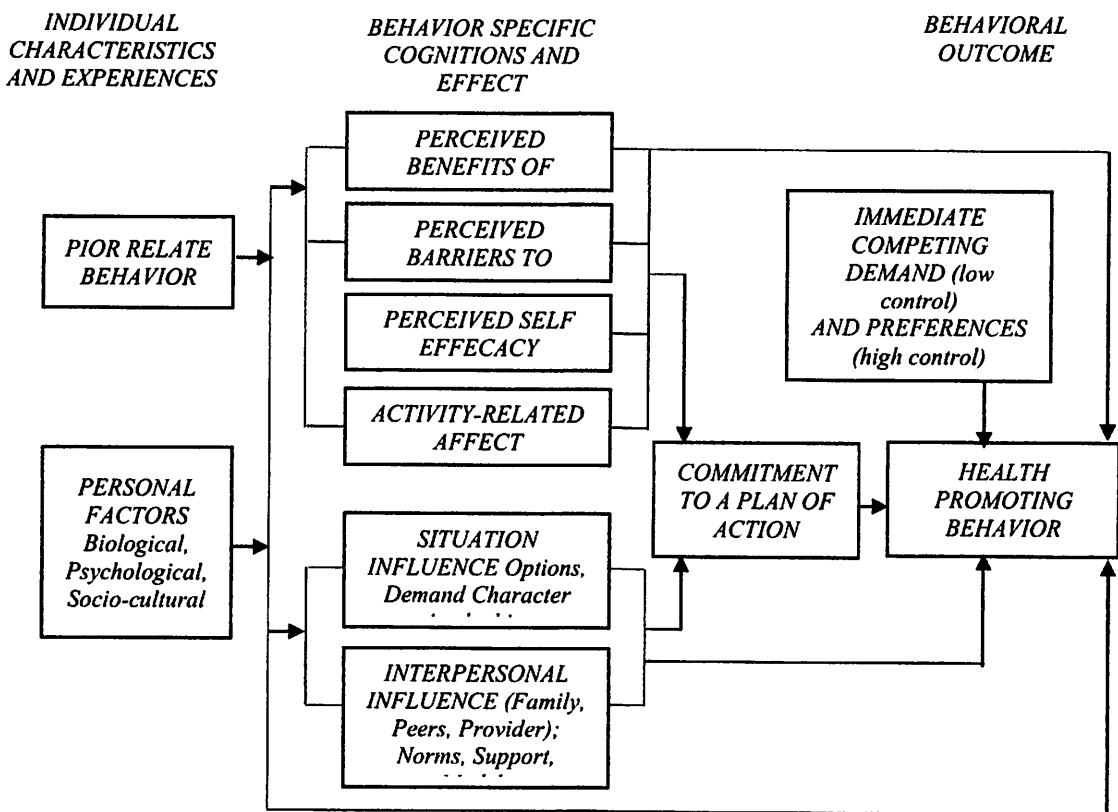 INDIVIDUAL
CHARACTERISTICS
AND EXPERIENCES
BEHAVIOR SPECIFIC
COGNITIONS AND
EFFECT
BEHAVIORAL
OUTCOME
PERCEIVED
BENEFITS OF
PIOR RELATE
BEHAVIOR
PERCEIVED
BARRIERS TO
IMMEDIATE
COMPETING
DEMAND (low
control)
AND PREFERENCES
(high control)
PERCEIVED SELF
EFFECACY
ACTIVITY-RELATED
AFFECT
PERSONAL
FACTORS
Biological,
Psychological,
Socio-cultural
COMMITMENT
TO A PLAN OF
ACTION
HEALTH
PROMOTING
BEHAVIOR
SITUATION
INFLUENCE Options,
Demand Character
INTERPERSONAL
INFLUENCE (Family,
Peers, Provider);
Norms, Support,